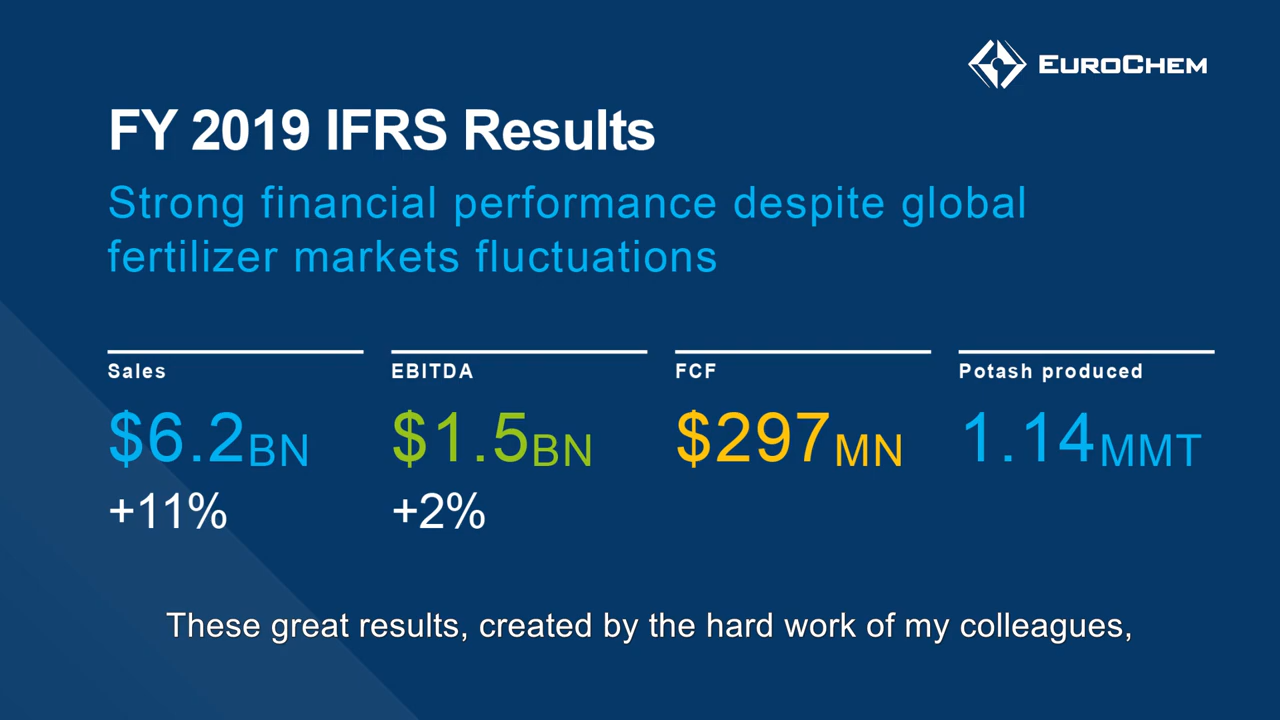 EUROCHEM
FY 2019 IFRS Results
Strong financial performance despite global
fertilizer markets fluctuations
Sales
$6.2BN
+11%
EBITDA
$1.5BN
+2%
FCF
$297MN
Potash produced
1.14MMT
These great results, created by the hard work of my colleagues,